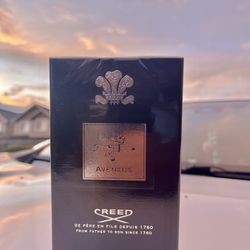 AVENTUS
CREED
DE PÈRE EN FILS DEPUIS 1760
FROM FATHER TO SON SINCE 1760